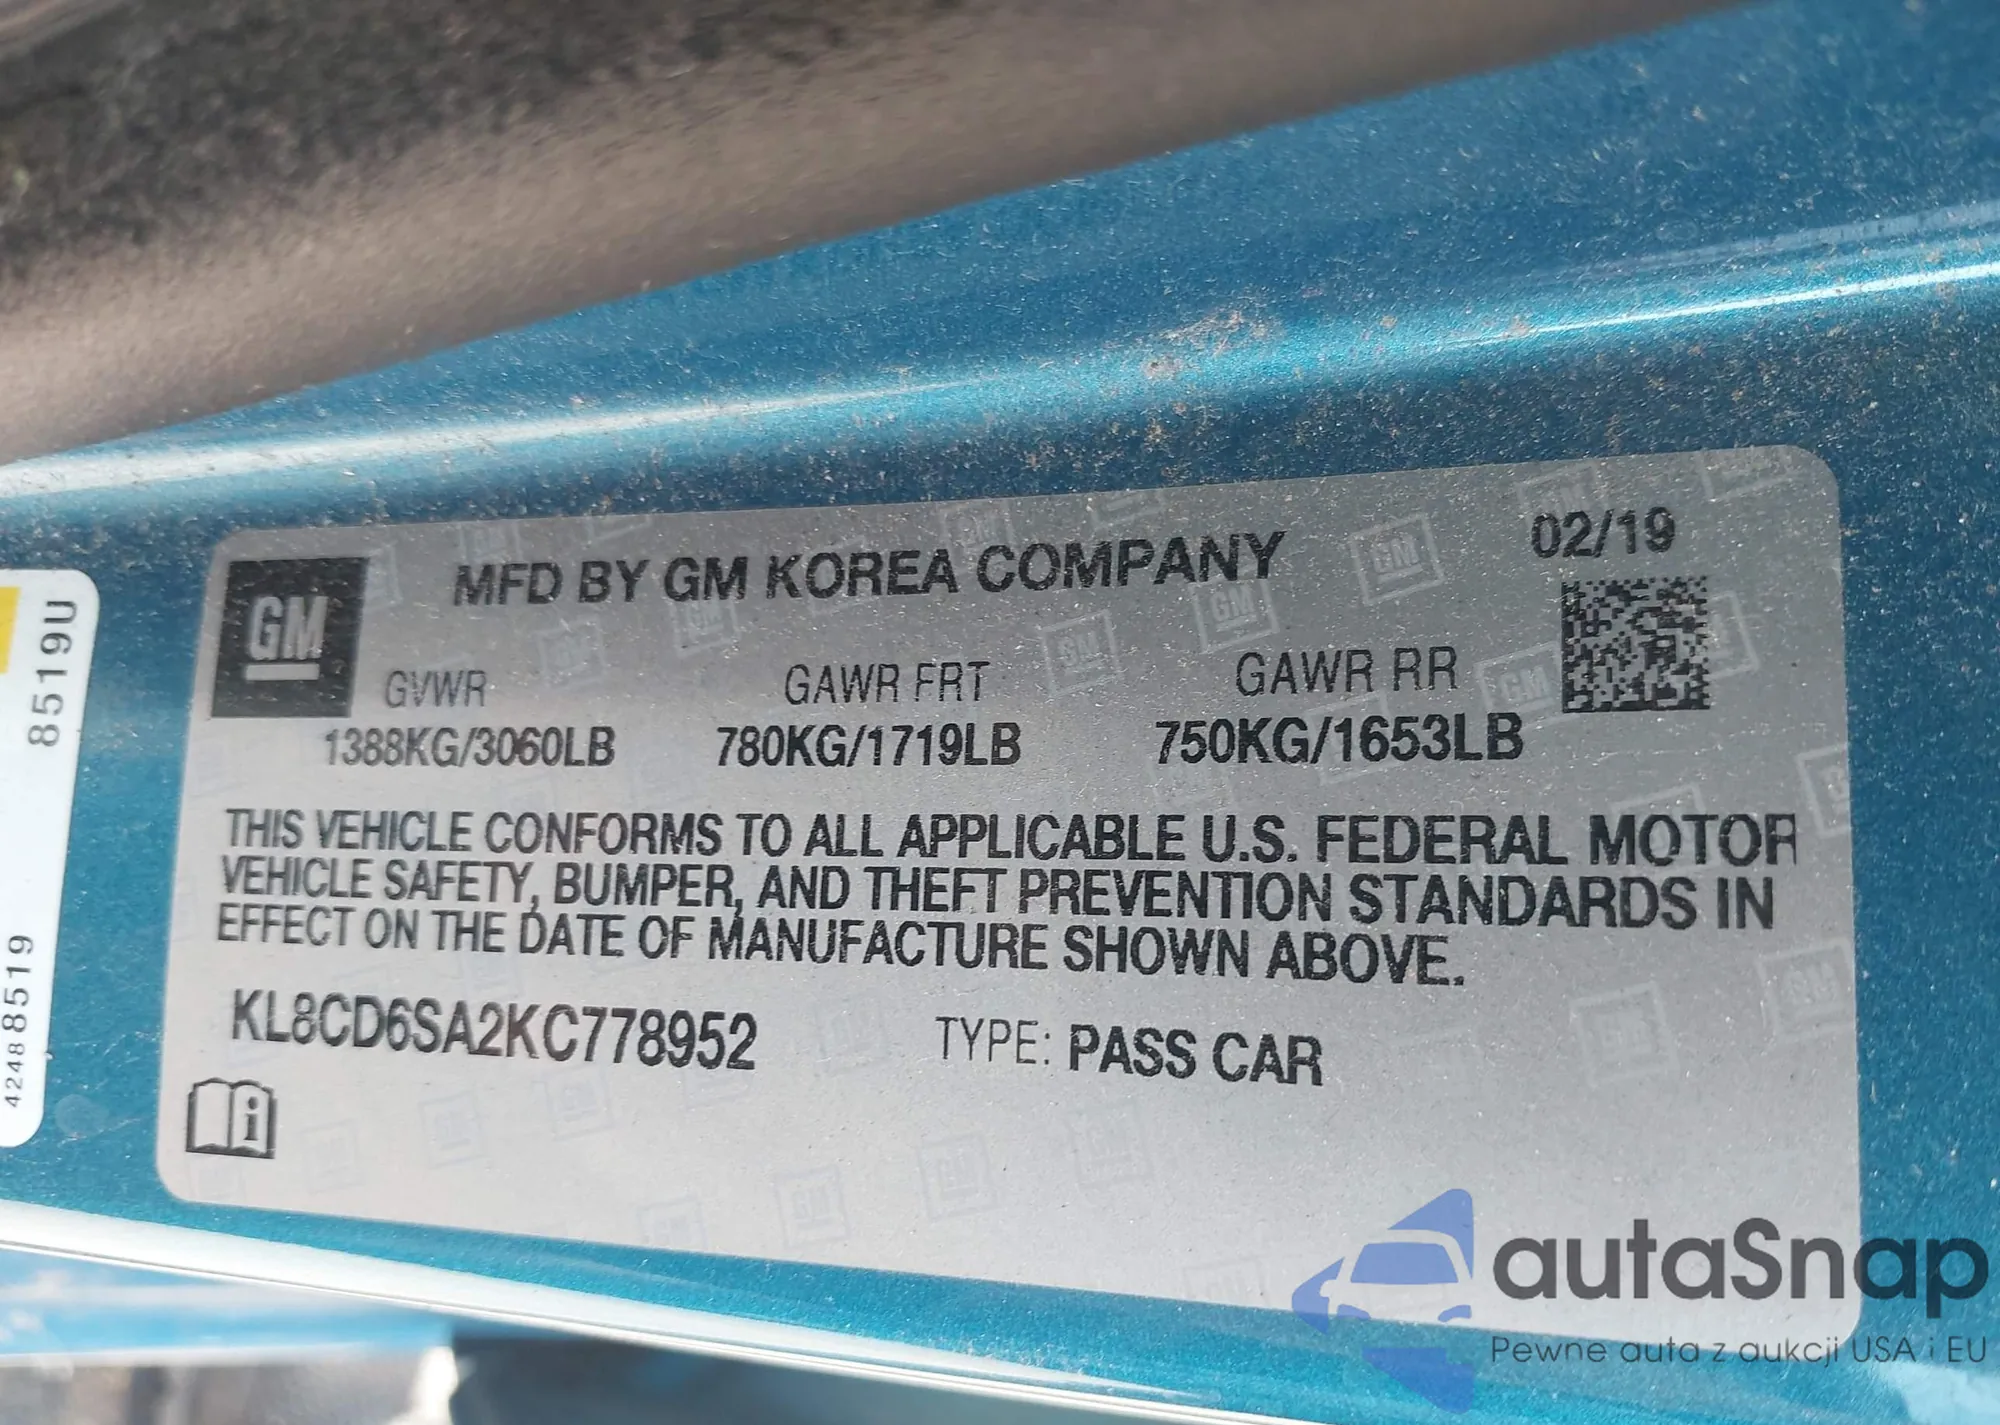 MFD BY GM KOREA COMPANY
02/19
GM
GVWR
GAWR FRT
GAWR RR
1388KG/3060LB
780KG/1719LB
750KG/1653LB
THIS VEHICLE CONFORMS TO ALL APPLICABLE U.S. FEDERAL MOTOR
VEHICLE SAFETY, BUMPER, AND THEFT PREVENTION STANDARDS IN
EFFECT ON THE DATE OF MANUFACTURE SHOWN ABOVE.
KL8CD6SA2KC778952
TYPE: PASS CAR
8519U
42488519
autaSnap
Pewne auta z aukcji USA i EU